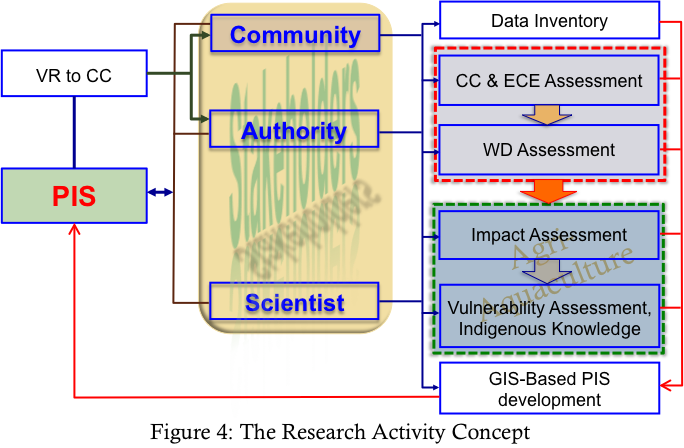 Community
Data Inventory
VR to CC
CC & ECE Assessment
Authority
WD Assessment
Stakeholders
PIS
Impact Assessment
Agri
Aquaculture
Scientist
Vulnerability Assessment,
Indigenous Knowledge
GIS-Based PIS
development
Figure 4: The Research Activity Concept